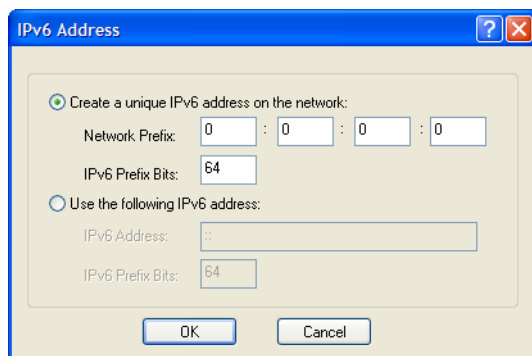 IPv6 Address
Create a unique IPv6 address on the network:
Network Prefix: 0 : 0 : 0 : 0
IPv6 Prefix Bits: 64
Use the following IPv6 address:
IPv6 Address: ::
IPv6 Prefix Bits: 64
OK Cancel